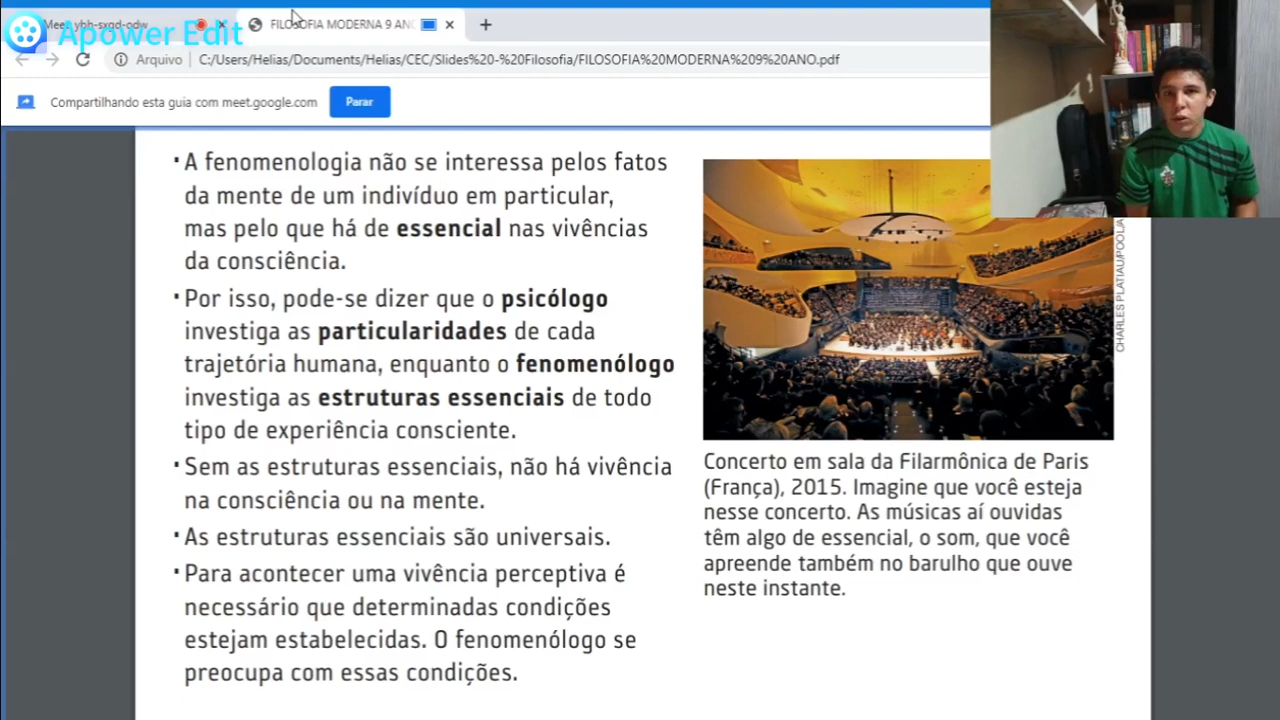 Meet ybh-sxgd-odw
FILOSOFIA MODERNA 9 ANO
Apower Edit
Arquivo
C:/Users/Helias/Documents/Helias/CEC/Slides%20-%20Filosofia/FILOSOFIA%20MODERNA%209%20ANO.pdf
Compartilhando esta guia com meet.google.com
Parar
· A fenomenologia não se interessa pelos fatos
da mente de um indivíduo em particular,
mas pelo que há de essencial nas vivências
da consciência.
· Por isso, pode-se dizer que o psicólogo
investiga as particularidades de cada
trajetória humana, enquanto o fenomenólogo
investiga as estruturas essenciais de todo
tipo de experiência consciente.
· Sem as estruturas essenciais, não há vivência
na consciência ou na mente.
· As estruturas essenciais são universais.
· Para acontecer uma vivência perceptiva é
necessário que determinadas condições
estejam estabelecidas. O fenomenólogo se
preocupa com essas condições.
CHARLES PLATIAU/POOL/A
Concerto em sala da Filarmônica de Paris
(França), 2015. Imagine que você esteja
nesse concerto. As músicas aí ouvidas
têm algo de essencial, o som, que você
apreende também no barulho que ouve
neste instante.